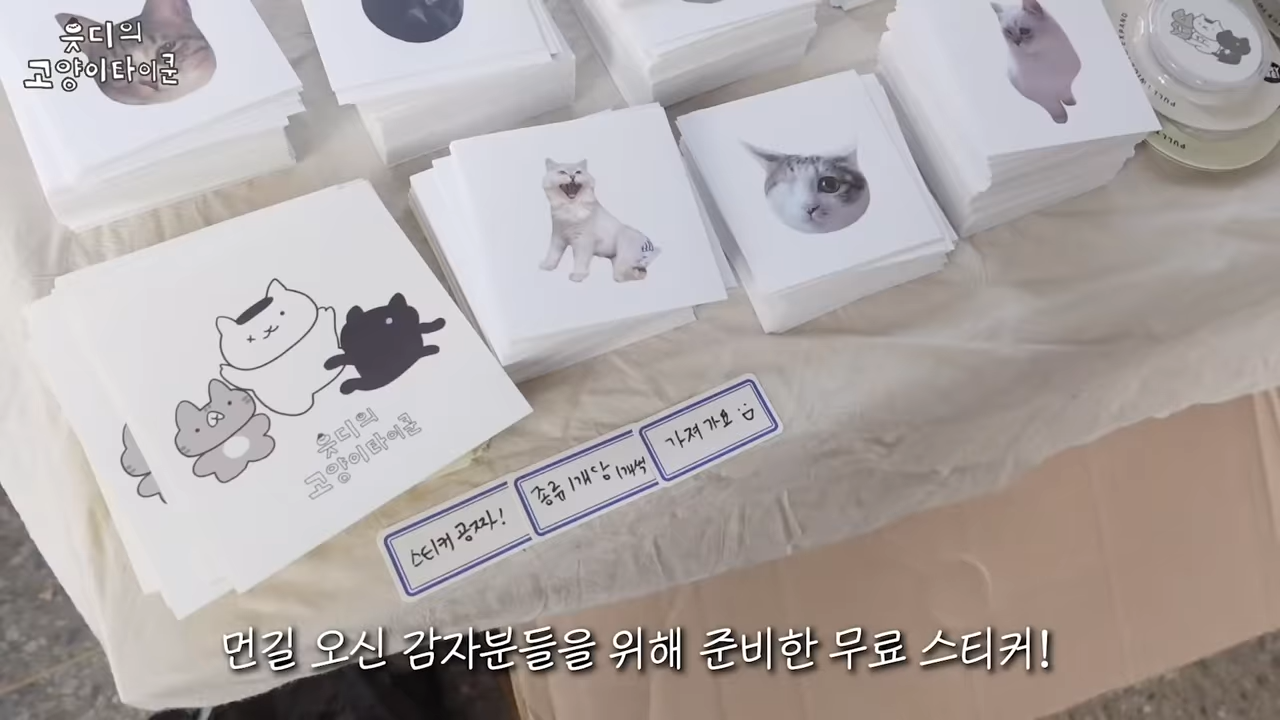 읏디의
고양이타이쿤
읏디의
고양이타이쿤
스티커 공짜!
종류 1개당 1개씩
가져가요 :D
먼길 오신 감자분들을 위해 준비한 무료 스티커!